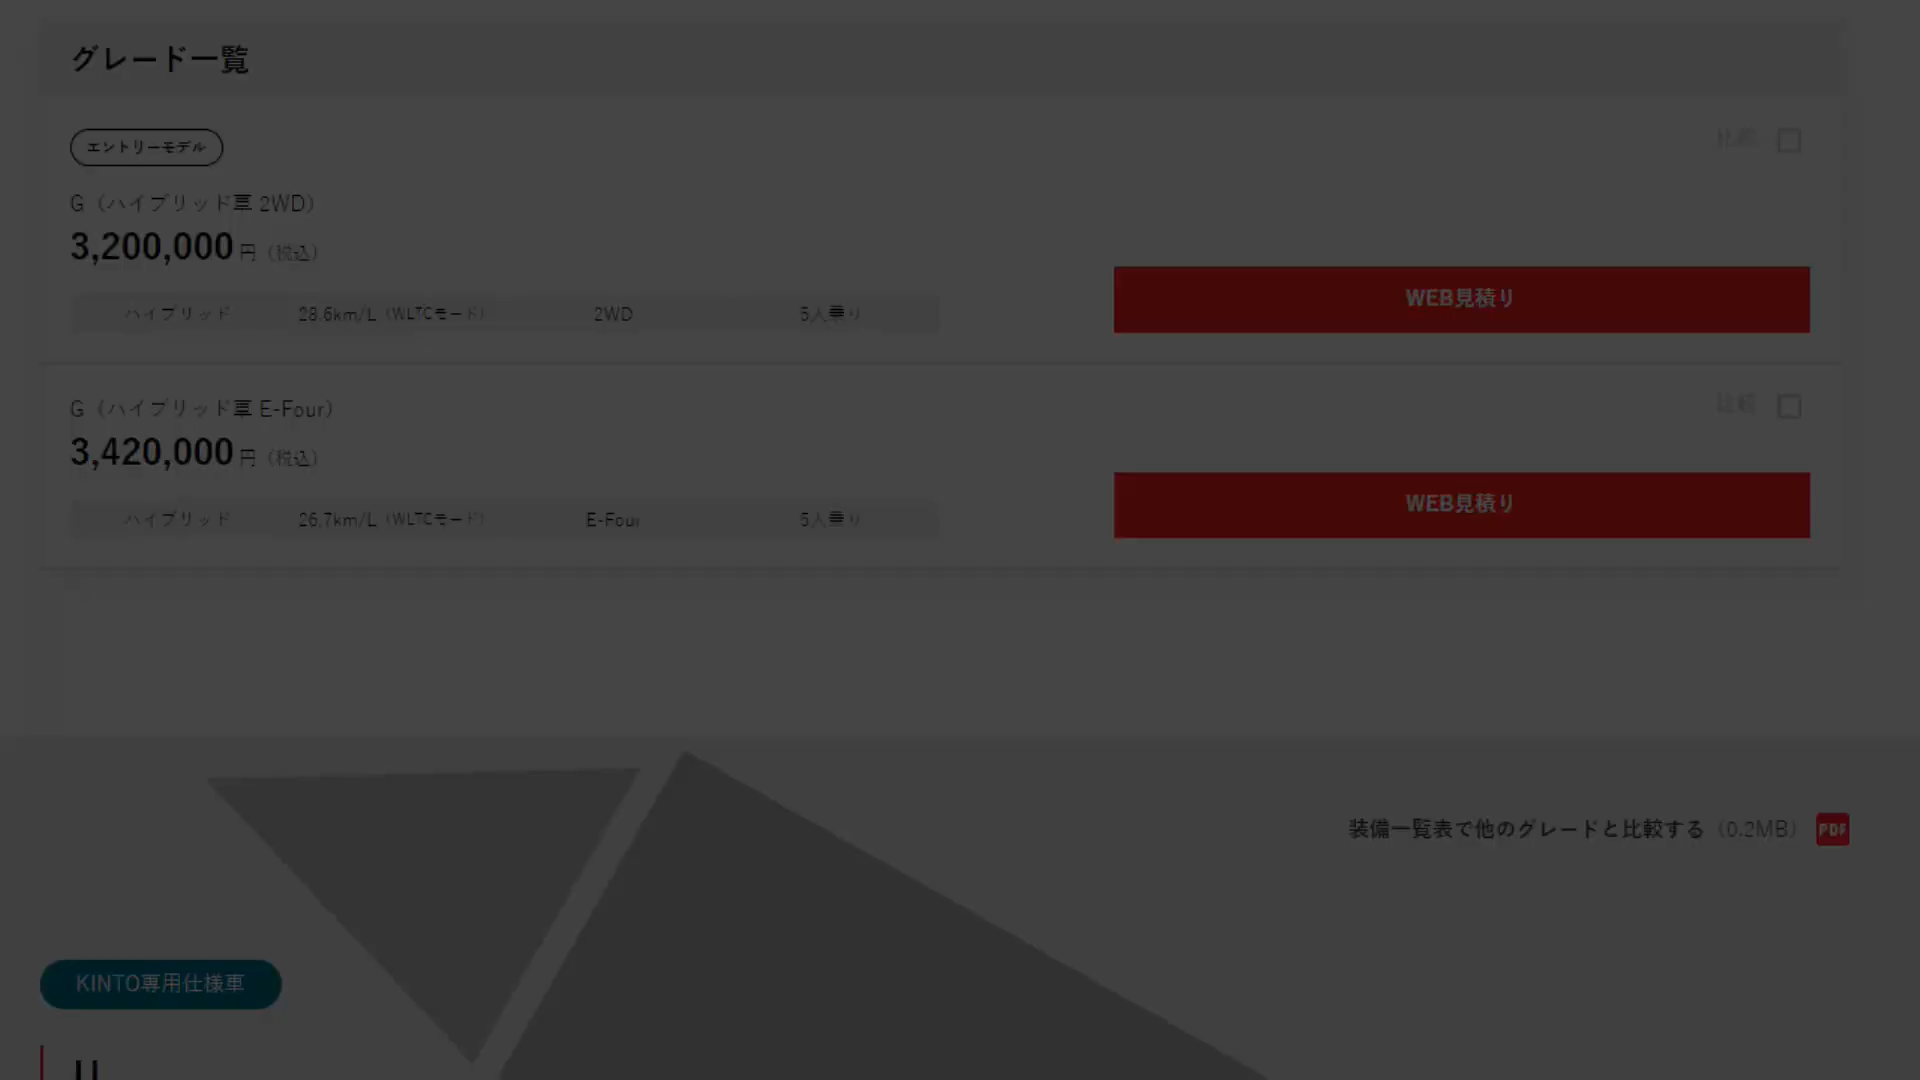 グレード一覧
エントリーモデル
比較
G（ハイブリッド車 2WD）
3,200,000 円（税込）
ハイブリッド 28.6km/L（WLTCモード） 2WD 5人乗り
WEB見積り
G（ハイブリッド車 E-Four）
比較
3,420,000 円（税込）
ハイブリッド 26.7km/L（WLTCモード） E-Four 5人乗り
WEB見積り
装備一覧表で他のグレードと比較する（0.2MB） PDF
KINTO専用仕様車
U